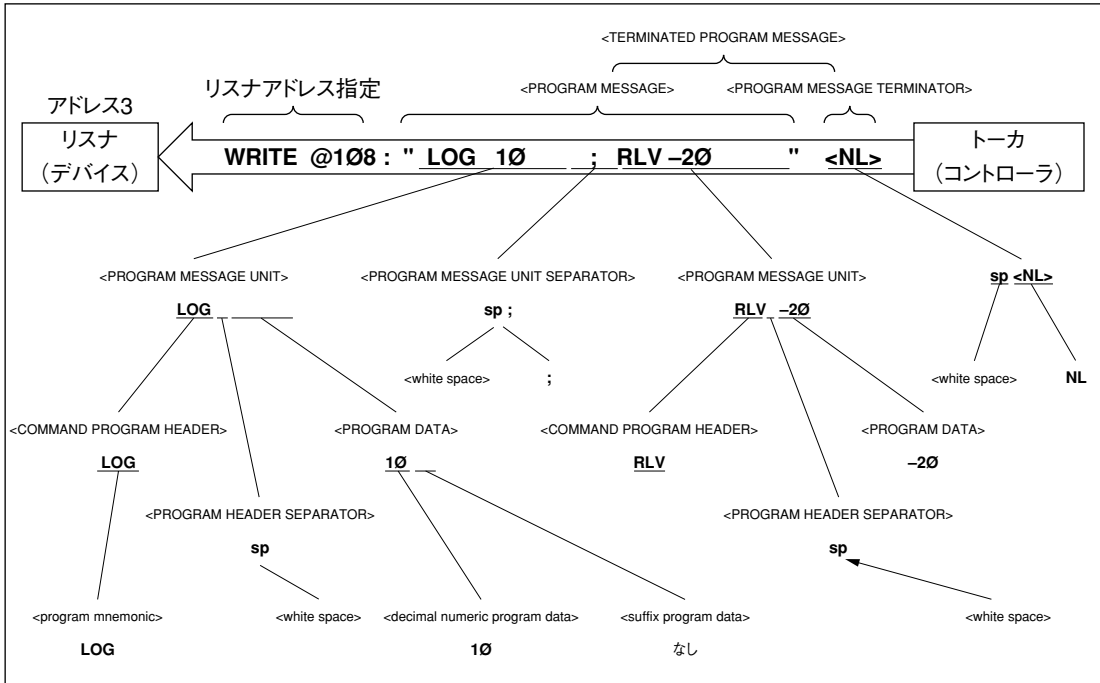 <TERMINATED PROGRAM MESSAGE>
リスナアドレス指定 <PROGRAM MESSAGE> <PROGRAM MESSAGE TERMINATOR>
アドレス3
リスナ
(デバイス)
WRITE @1Ø8 : " LOG 1Ø ; RLV –2Ø " <NL>
トーカ
(コントローラ)
<PROGRAM MESSAGE UNIT> <PROGRAM MESSAGE UNIT SEPARATOR> <PROGRAM MESSAGE UNIT> sp <NL>
LOG sp ; RLV –2Ø
<white space> ; <white space> NL
<COMMAND PROGRAM HEADER> <PROGRAM DATA> <COMMAND PROGRAM HEADER> <PROGRAM DATA>
LOG 1Ø RLV –2Ø
<PROGRAM HEADER SEPARATOR> <PROGRAM HEADER SEPARATOR>
sp sp
<program mnemonic> <white space> <decimal numeric program data> <suffix program data> <white space>
LOG 1Ø なし